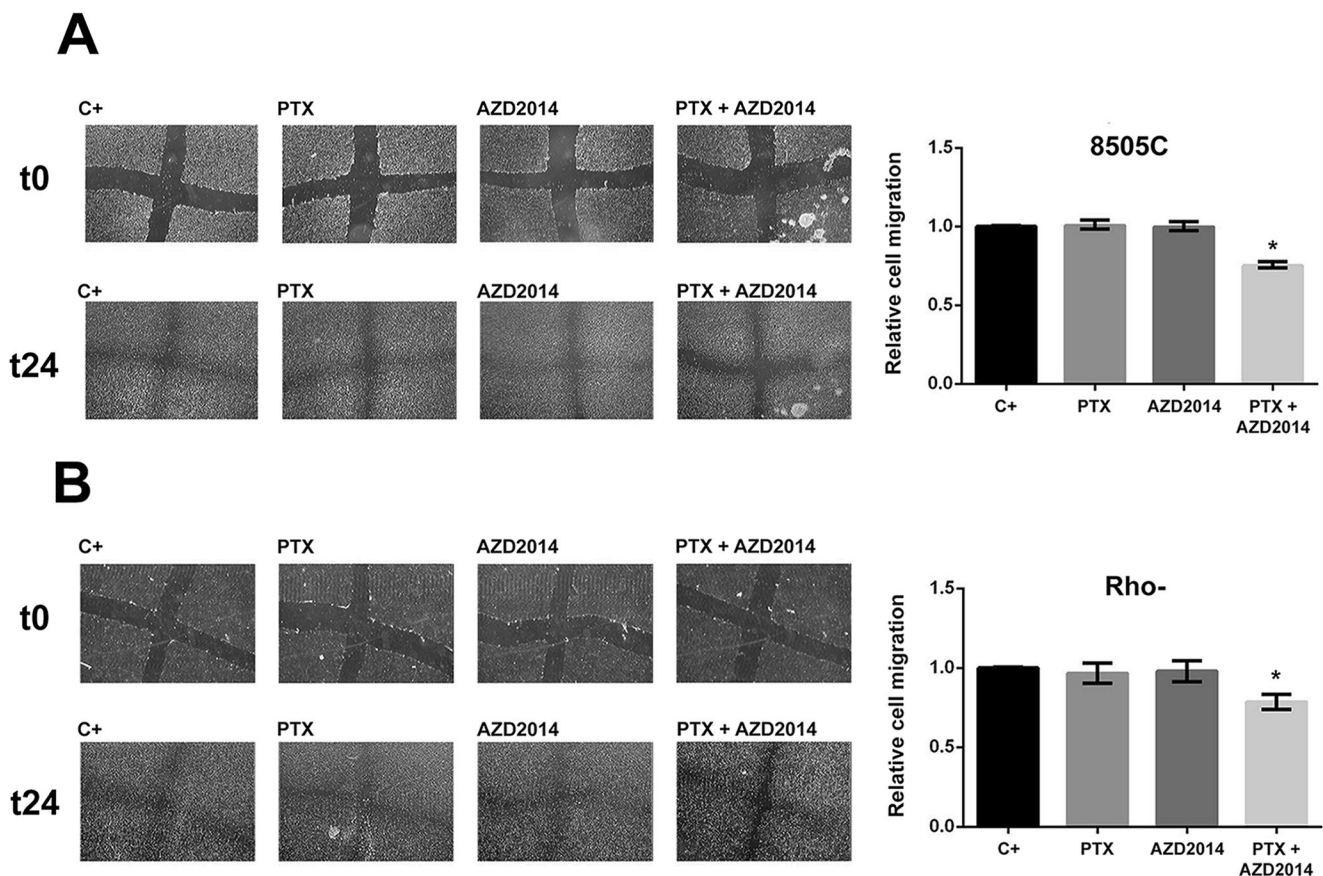 A
C+ PTX AZD2014 PTX + AZD2014
t0
C+ PTX AZD2014 PTX + AZD2014
t24
8505C
Relative cell migration
1.5
1.0
0.5
0.0
*
C+ PTX AZD2014 PTX +
AZD2014
B
C+ PTX AZD2014 PTX + AZD2014
t0
C+ PTX AZD2014 PTX + AZD2014
t24
Rho-
Relative cell migration
1.5
1.0
0.5
0.0
*
C+ PTX AZD2014 PTX +
AZD2014